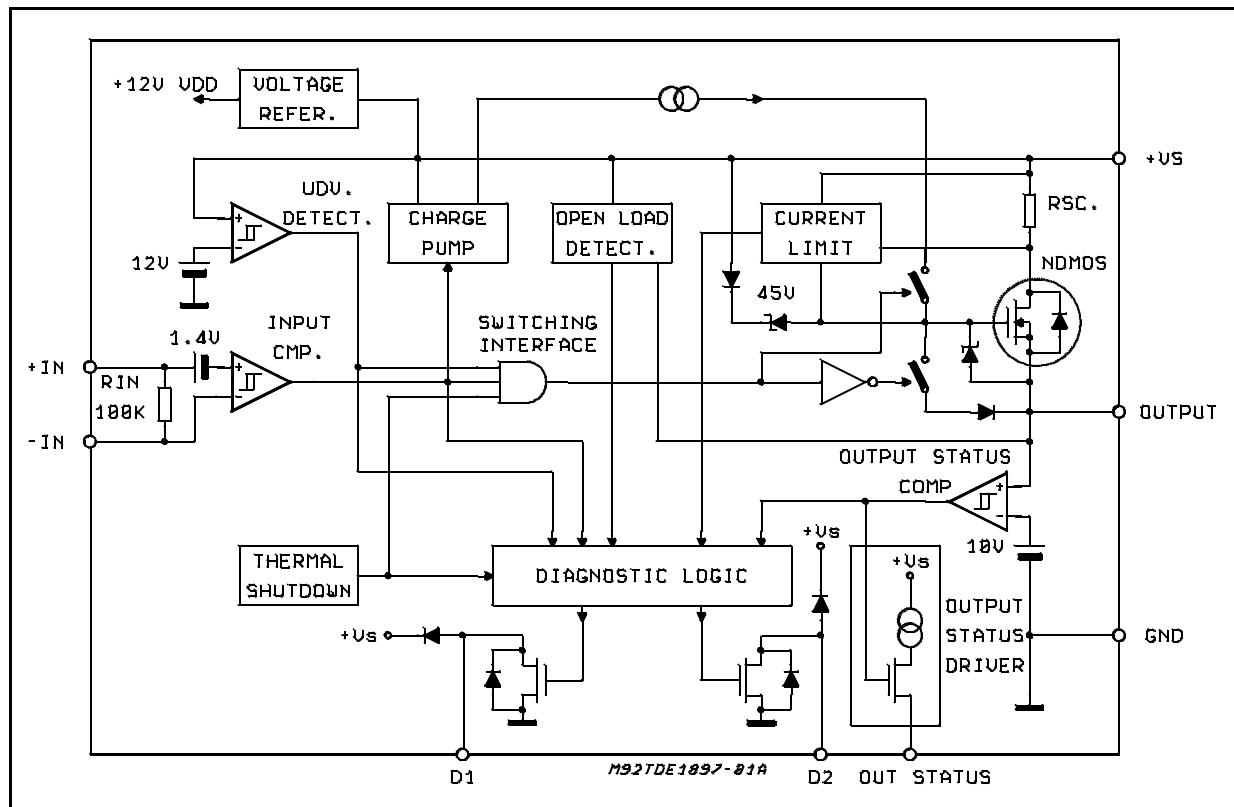 +12V VDD
VOLTAGE
REFER.
+VS
UDV.
DETECT.
CHARGE
PUMP
OPEN LOAD
DETECT.
CURRENT
LIMIT
RSC.
+
-
12V
NDMOS
45V
1.4V
INPUT
CMP.
SWITCHING
INTERFACE
+IN
RIN
100K
+
-
-IN
OUTPUT
OUTPUT STATUS
COMP
+
-
10V
+Vs
THERMAL
SHUTDOWN
DIAGNOSTIC LOGIC
+Vs
OUTPUT
STATUS
DRIVER
+Vs
GND
D1
M92TDE1897-01A
D2
OUT STATUS